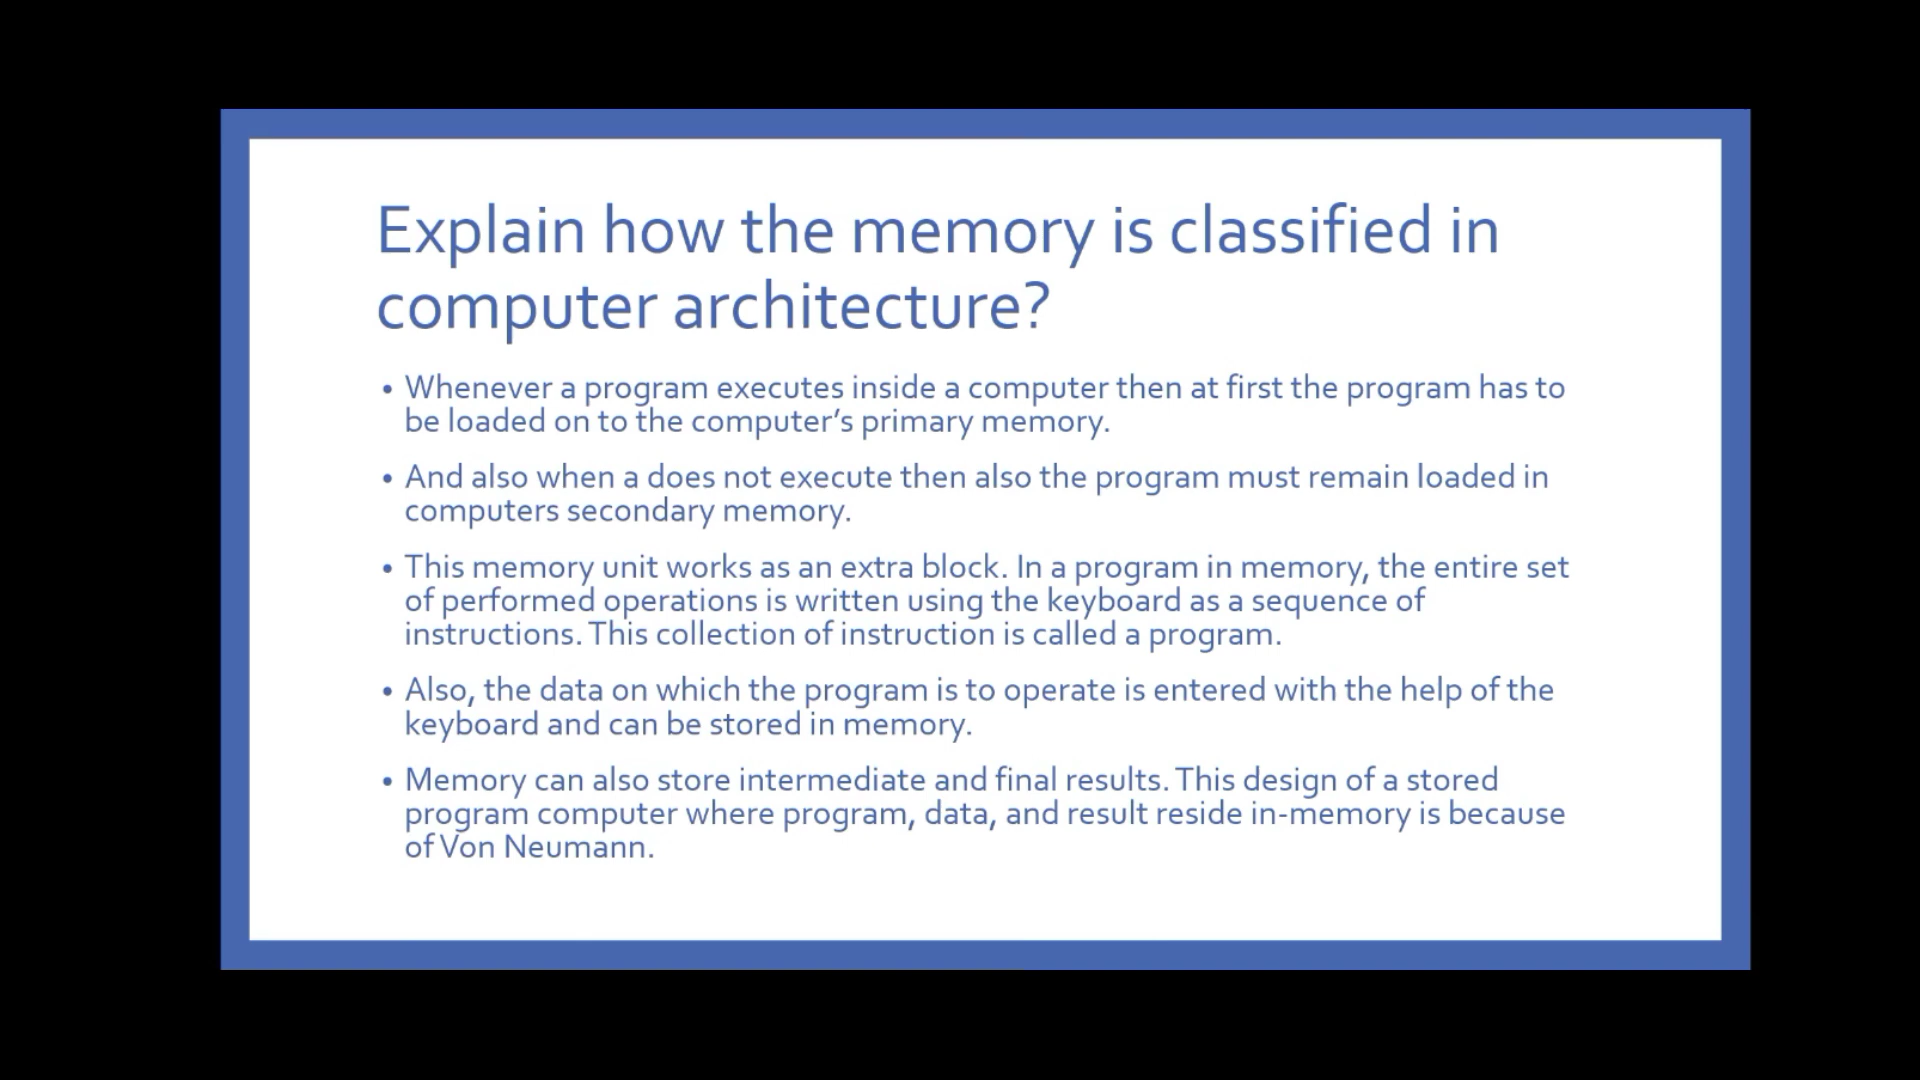 Explain how the memory is classified in
computer architecture?
• Whenever a program executes inside a computer then at first the program has to
be loaded on to the computer’s primary memory.
• And also when a does not execute then also the program must remain loaded in
computers secondary memory.
• This memory unit works as an extra block. In a program in memory, the entire set
of performed operations is written using the keyboard as a sequence of
instructions. This collection of instruction is called a program.
• Also, the data on which the program is to operate is entered with the help of the
keyboard and can be stored in memory.
• Memory can also store intermediate and final results. This design of a stored
program computer where program, data, and result reside in-memory is because
of Von Neumann.